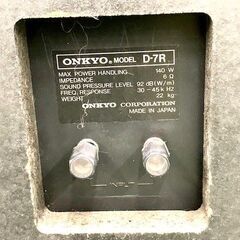 ONKYO® MODEL D-7R
MAX. POWER HANDLING 140 W
IMPEDANCE 6 Ω
SOUND PRESSURE LEVEL 92 dB(W/m)
FREQ. RESPONSE 30 - 45 k Hz
WEIGHT 22 kg
ONKYO CORPORATION
MADE IN JAPAN
INPUT